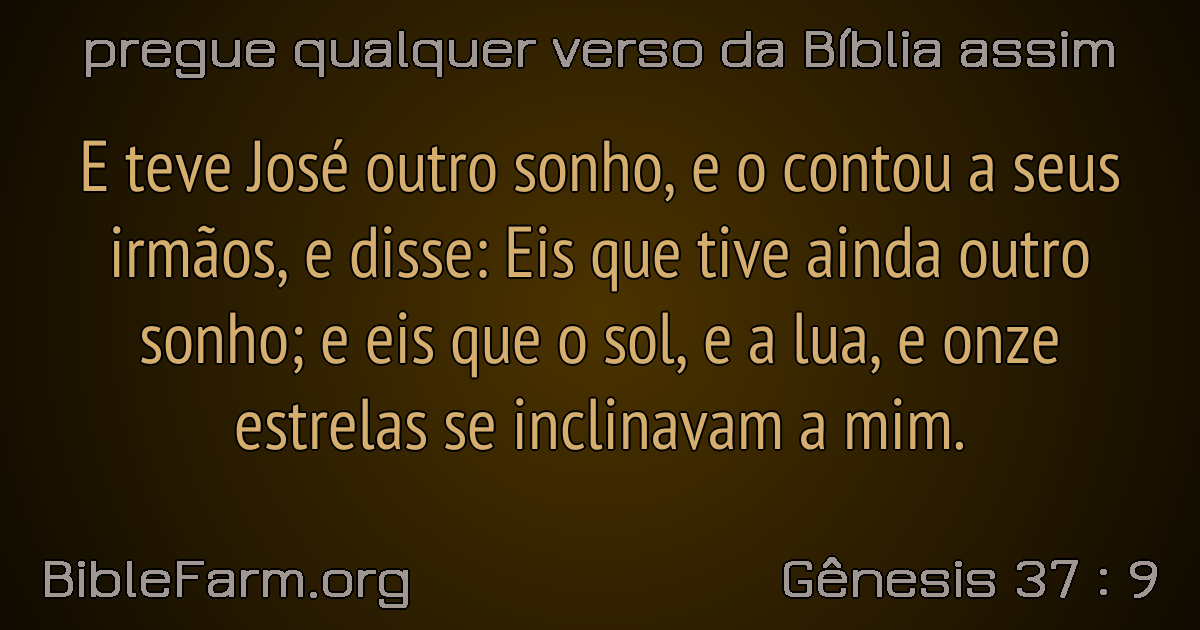 pregue qualquer verso da Bíblia assim
E teve José outro sonho, e o contou a seus
irmãos, e disse: Eis que tive ainda outro
sonho; e eis que o sol, e a lua, e onze
estrelas se inclinavam a mim.
BibleFarm.org
Gênesis 37 : 9